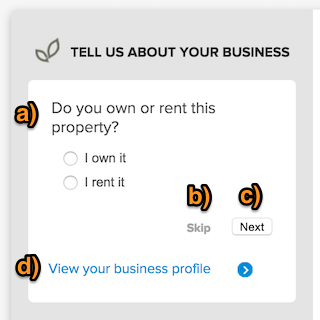 TELL US ABOUT YOUR BUSINESS
a) Do you own or rent this
property?
I own it
I rent it
b) c)
Skip Next
d) View your business profile